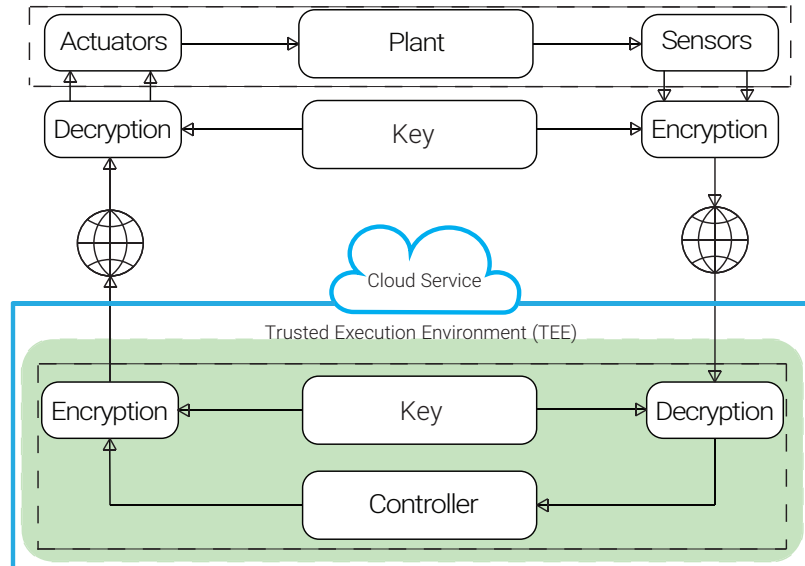 Actuators
Plant
Sensors
Decryption
Key
Encryption
Cloud Service
Trusted Execution Environment (TEE)
Encryption
Key
Decryption
Controller